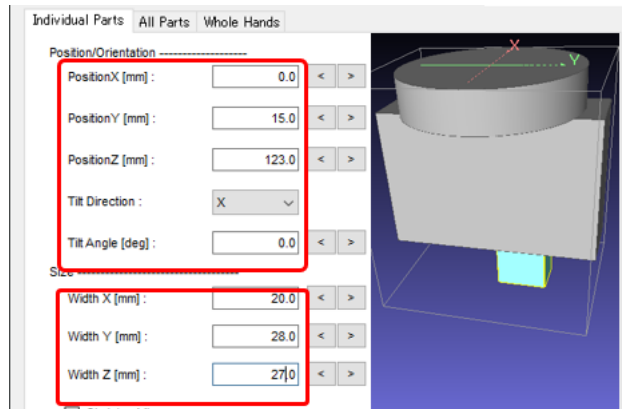 Individual Parts All Parts Whole Hands
Position/Orientation --------------------
PositionX [mm] : 0.0 < >
PositionY [mm] : 15.0 < >
PositionZ [mm] : 123.0 < >
Tilt Direction : X
Tilt Angle [deg] : 0.0 < >
Size --------------------
Width X [mm] : 20.0 < >
Width Y [mm] : 28.0 < >
Width Z [mm] : 27.0 < >
X
Y